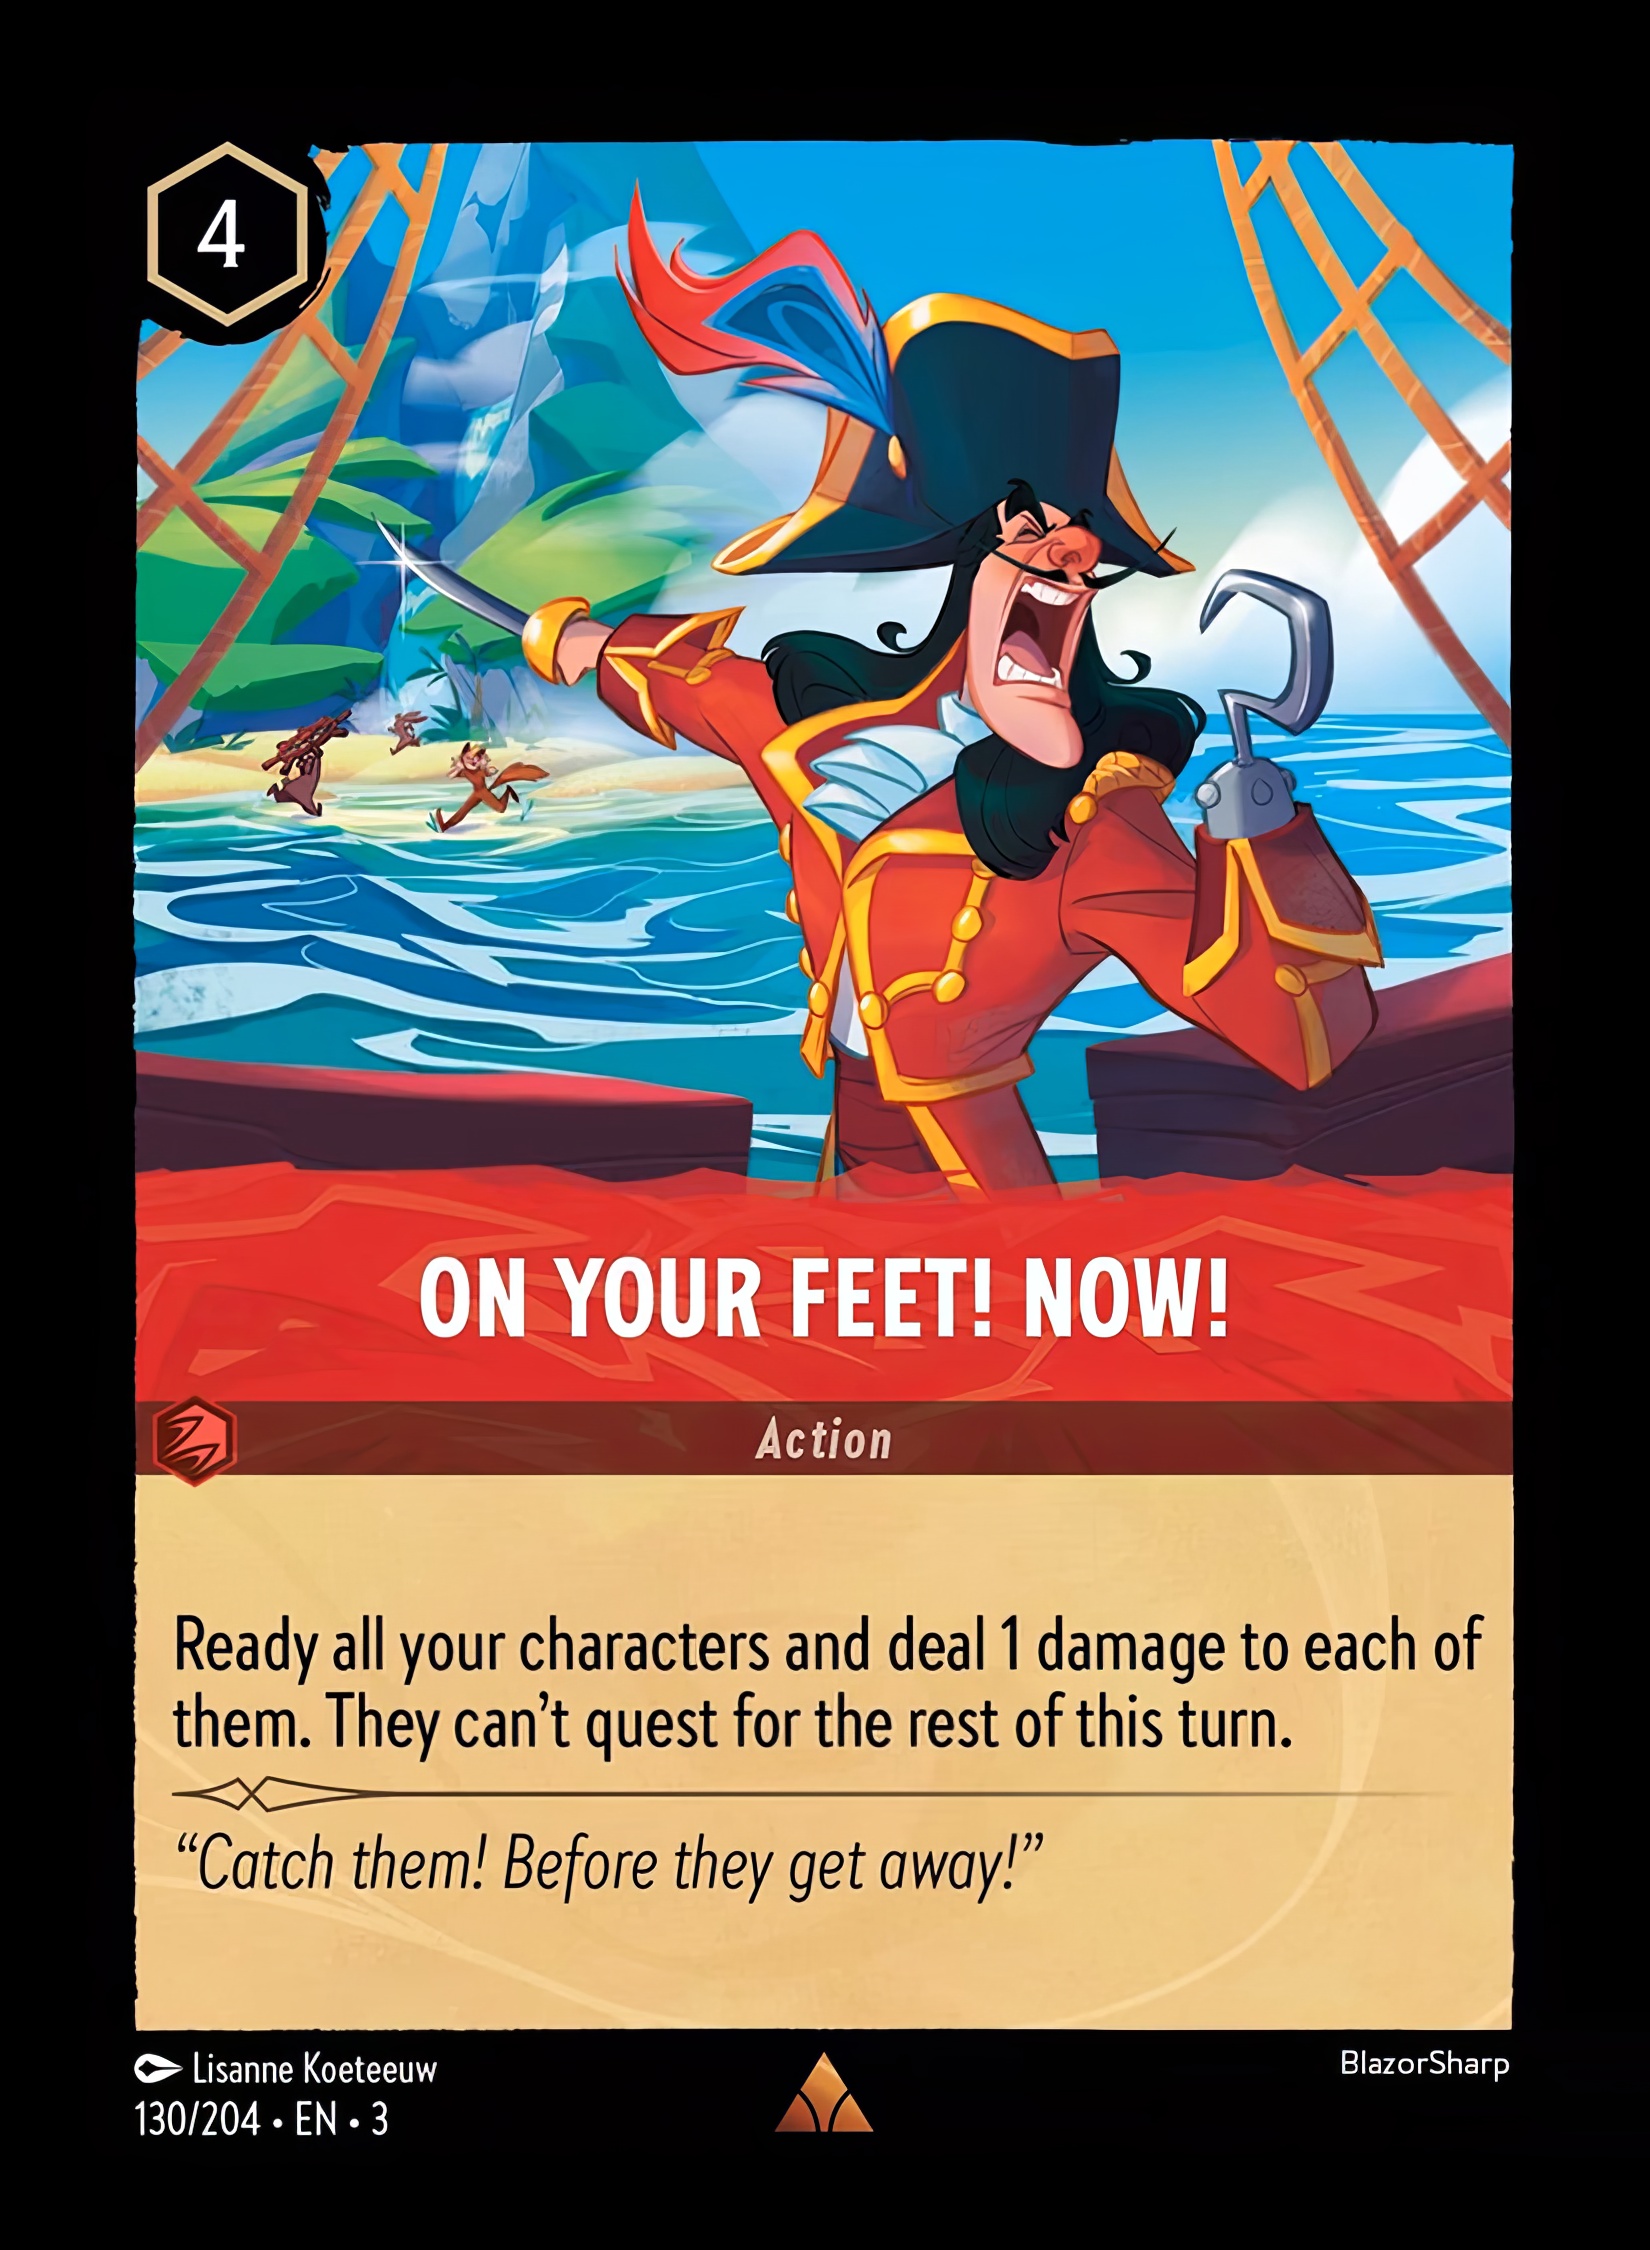 4
ON YOUR FEET! NOW!
Action
Ready all your characters and deal 1 damage to each of
them. They can’t quest for the rest of this turn.
“Catch them! Before they get away!”
Lisanne Koeteeuw
BlazorSharp
130/204 • EN • 3